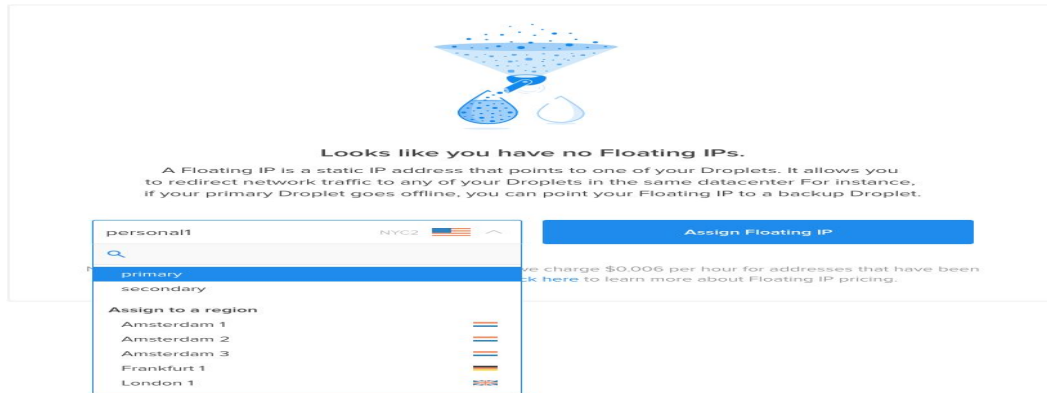 Looks like you have no Floating IPs.
A Floating IP is a static IP address that points to one of your Droplets. It allows you
to redirect network traffic to any of your Droplets in the same datacenter For instance,
if your primary Droplet goes offline, you can point your Floating IP to a backup Droplet.
personal1 NYC2
Assign Floating IP
primary
secondary
charge $0.006 per hour for addresses that have been
here to learn more about Floating IP pricing.
Assign to a region
Amsterdam 1
Amsterdam 2
Amsterdam 3
Frankfurt 1
London 1